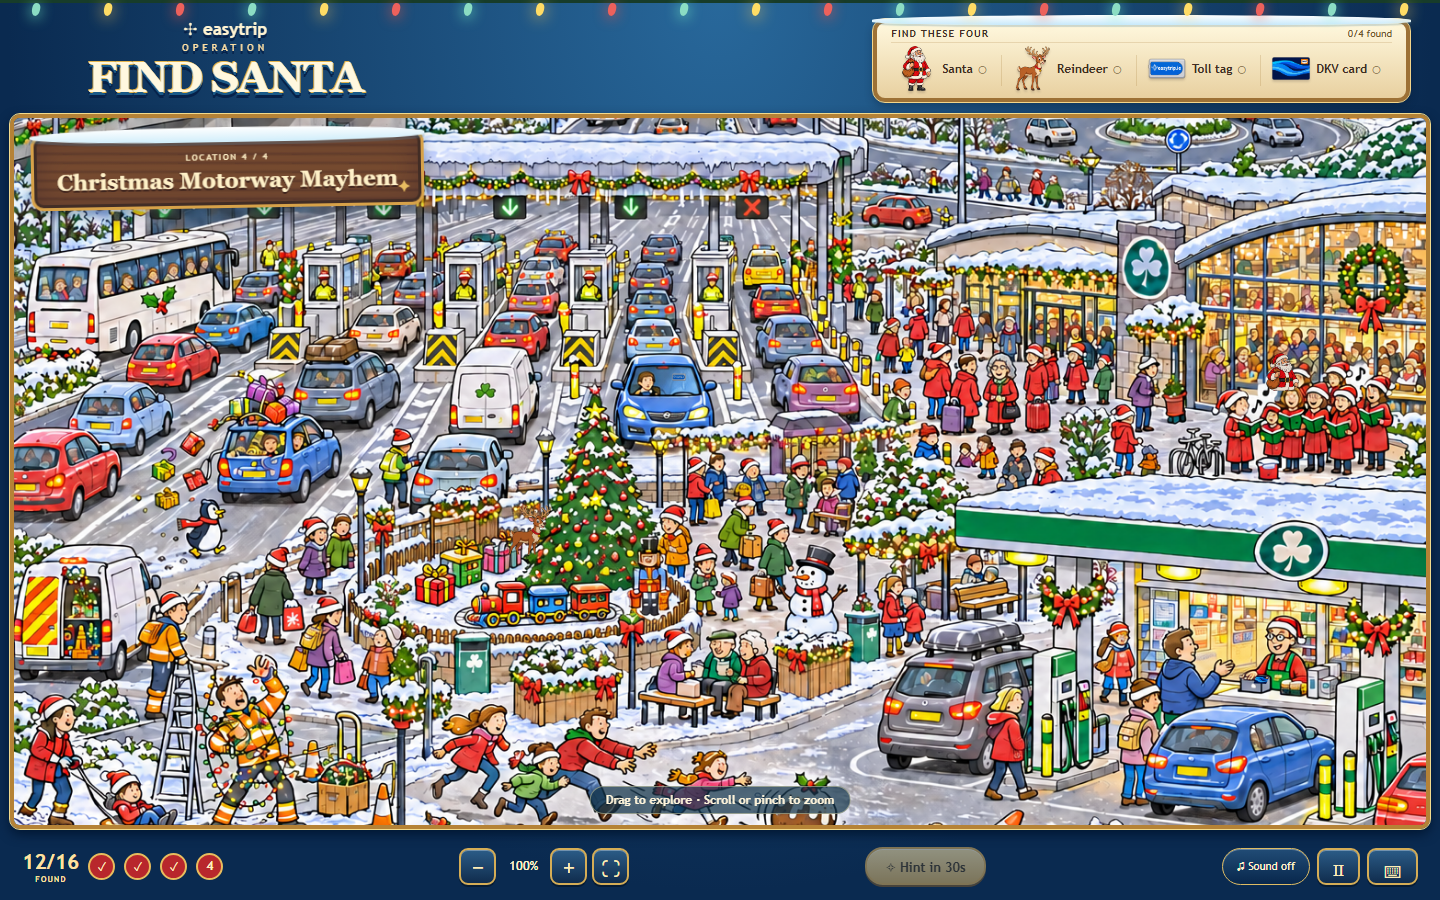 easytrip
OPERATION
FIND SANTA
FIND THESE FOUR
0/4 found
Santa
Reindeer
easytrip.ie
Toll tag
DKV card
LOCATION 4 / 4
Christmas Motorway Mayhem
Drag to explore · Scroll or pinch to zoom
12/16
FOUND
4
100%
Hint in 30s
Sound off